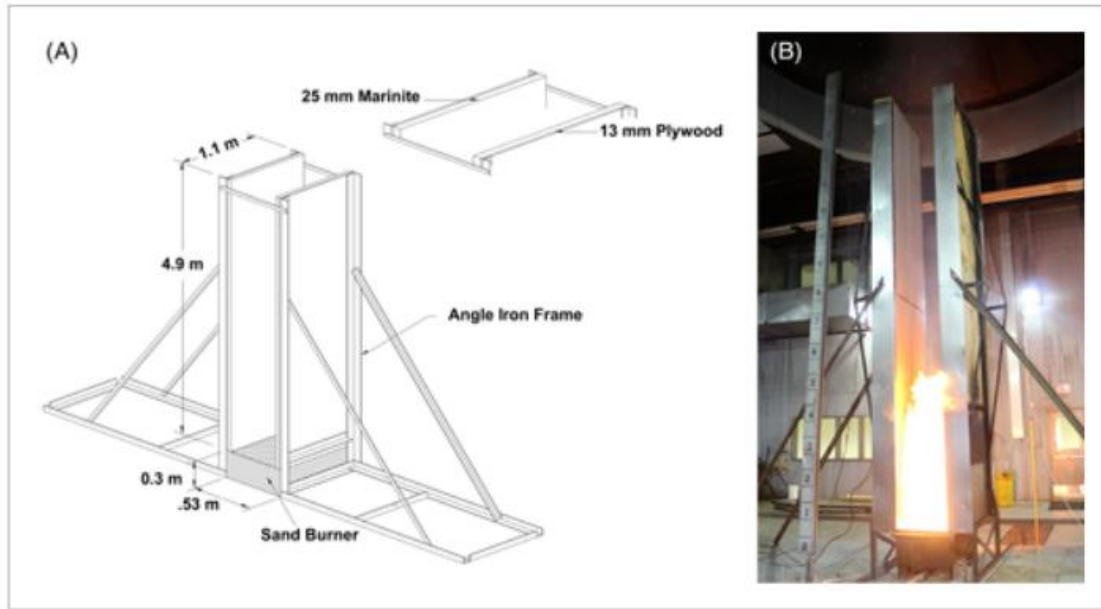 (A)
25 mm Marinite
13 mm Plywood
1.1 m
4.9 m
Angle Iron Frame
0.3 m
.53 m
Sand Burner
(B)